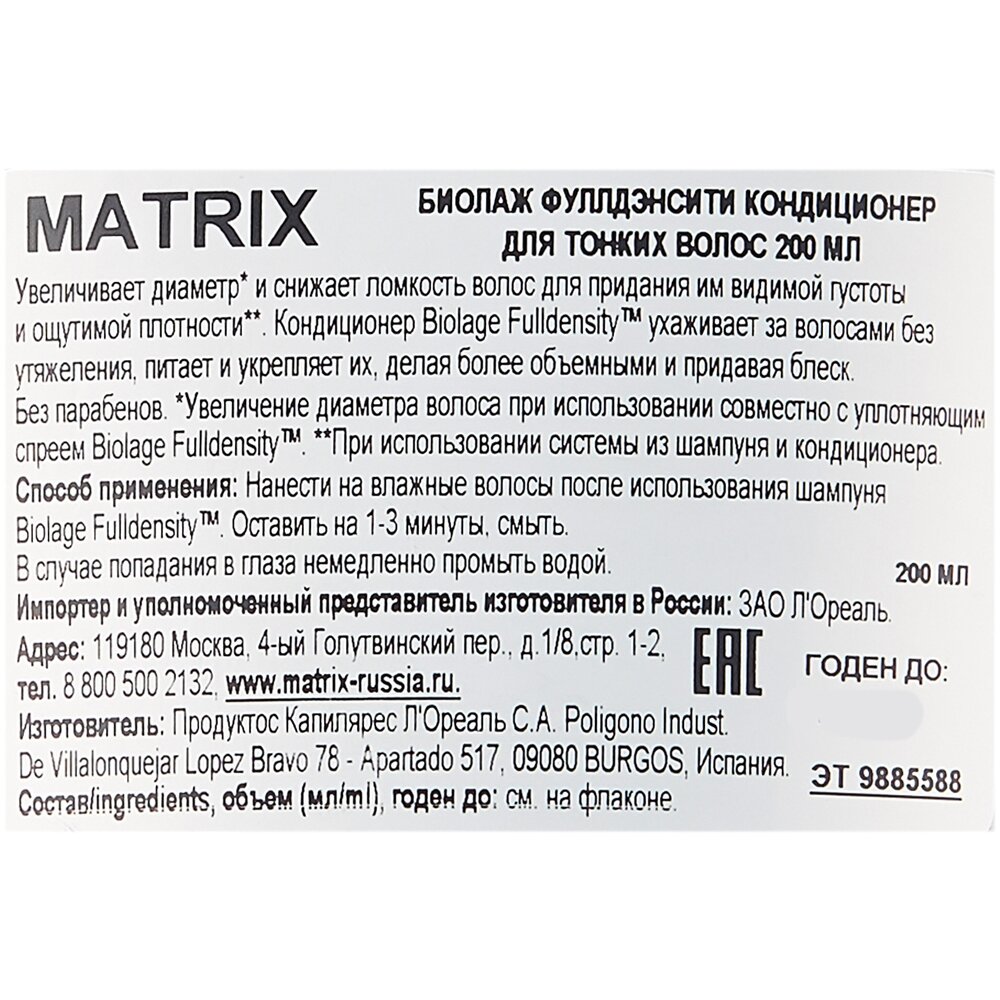 MATRIX
БИОЛАЖ ФУЛЛДЭНСИТИ КОНДИЦИОНЕР
ДЛЯ ТОНКИХ ВОЛОС 200 МЛ
Увеличивает диаметр* и снижает ломкость волос для придания им видимой густоты
и ощутимой плотности**. Кондиционер Biolage Fulldensity™ ухаживает за волосами без
утяжеления, питает и укрепляет их, делая более объемными и придавая блеск.
Без парабенов. *Увеличение диаметра волоса при использовании совместно с уплотняющим
спреем Biolage Fulldensity™. **При использовании системы из шампуня и кондиционера.
Способ применения: Нанести на влажные волосы после использования шампуня
Biolage Fulldensity™. Оставить на 1-3 минуты, смыть.
В случае попадания в глаза немедленно промыть водой.
200 МЛ
Импортер и уполномоченный представитель изготовителя в России: ЗАО Л'Ореаль.
Адрес: 119180 Москва, 4-ый Голутвинский пер., д.1/8,стр. 1-2,
тел. 8 800 500 2132, www.matrix-russia.ru.
EAC
ГОДЕН ДО:
Изготовитель: Продуктос Капилярес Л'Ореаль С.А. Poligono Indust.
De Villalonquejar Lopez Bravo 78 - Apartado 517, 09080 BURGOS, Испания.
Состав/ingredients, объем (мл/ml), годен до: см. на флаконе.
ЭТ 9885588